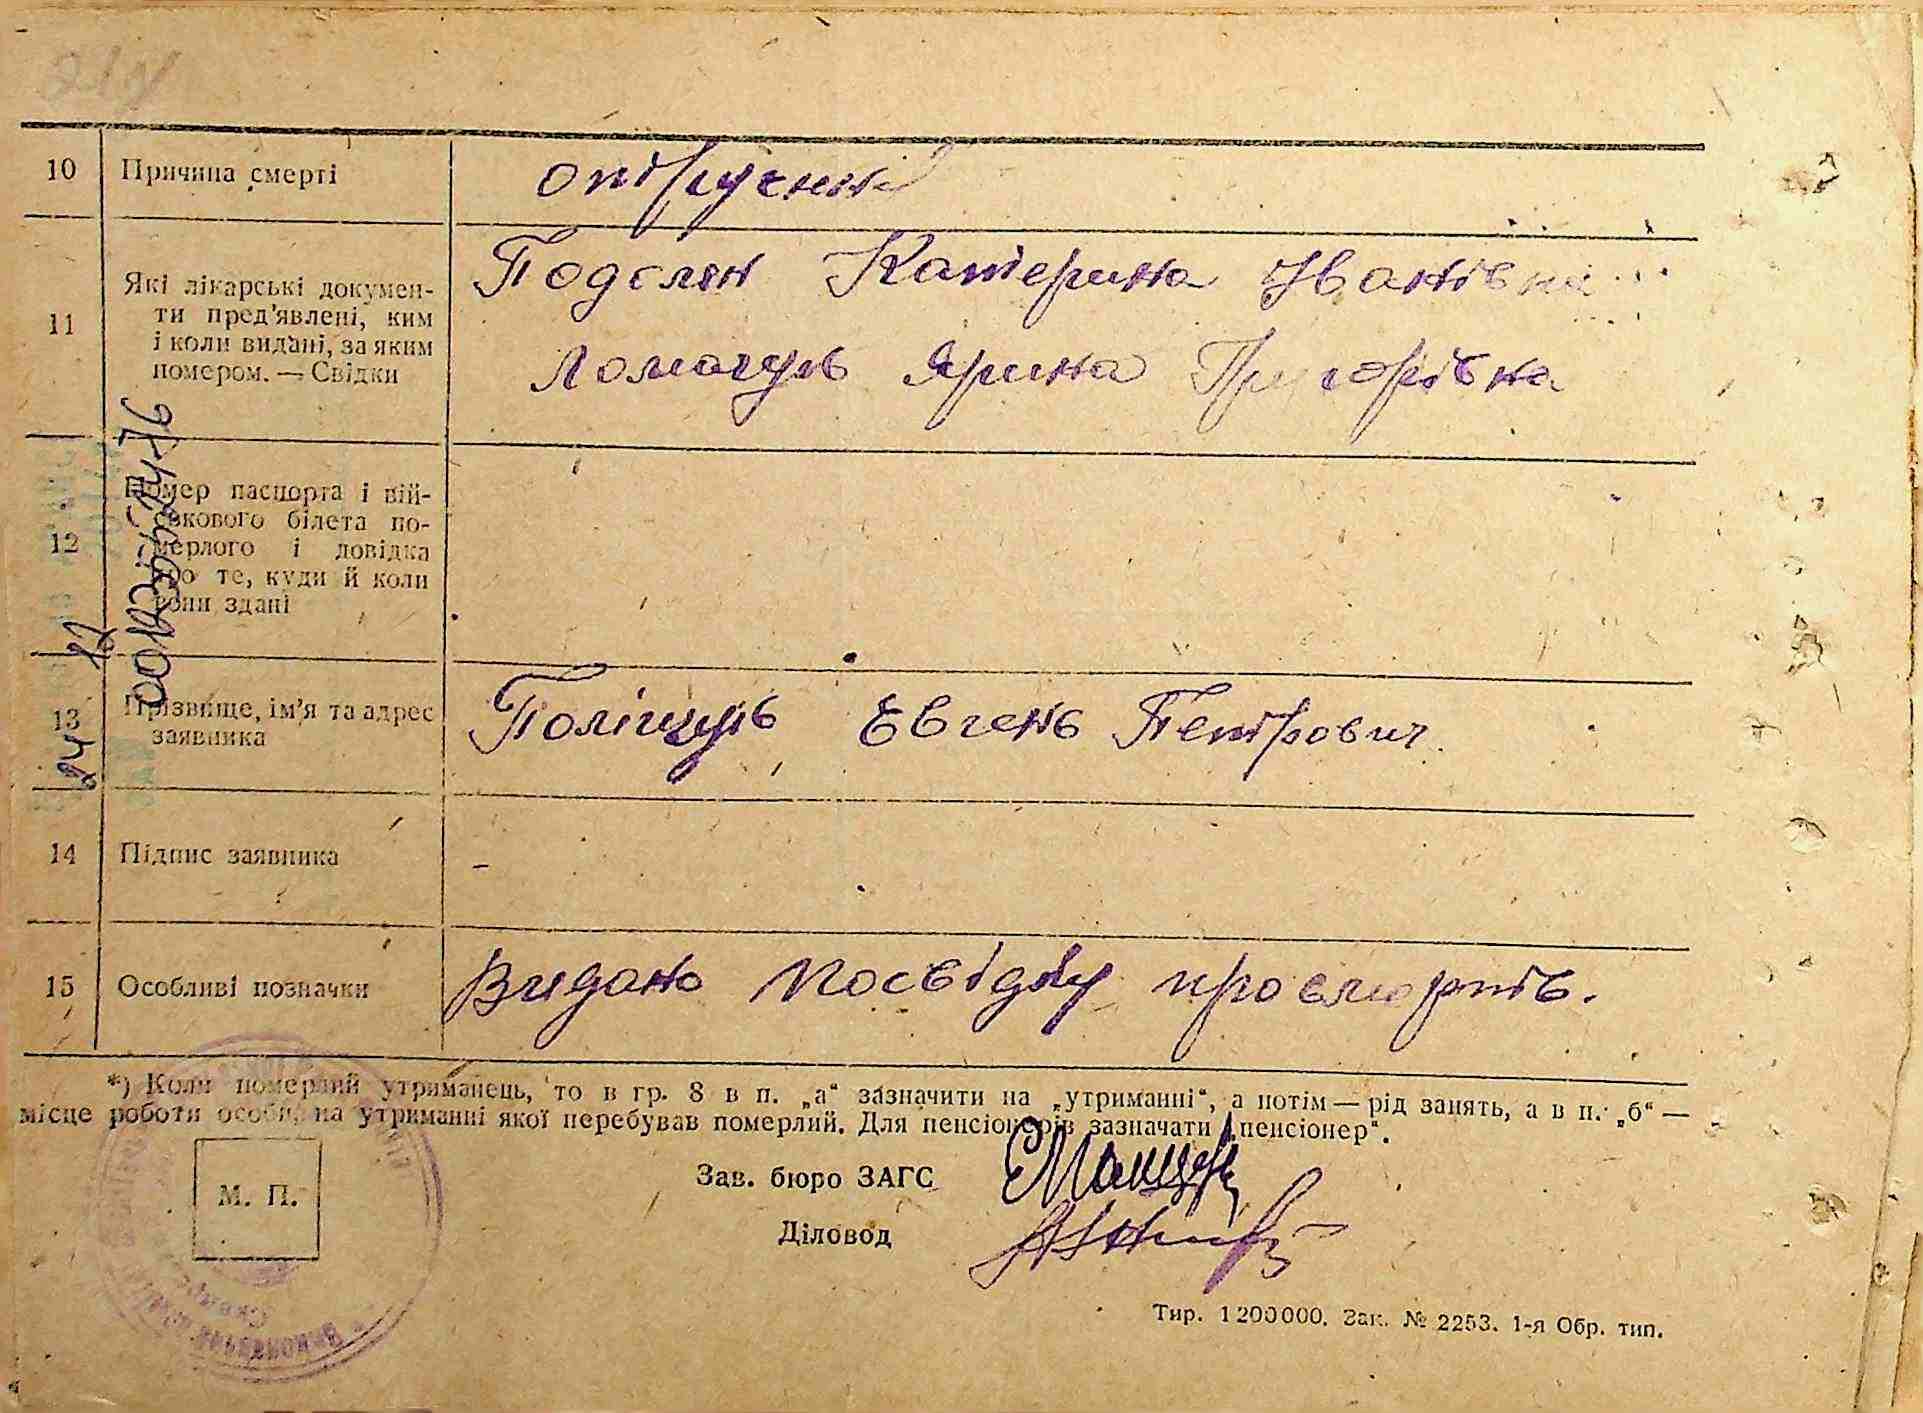 10 Причина смерті отруєння
11 Які лікарські докумен-
ти пред'явлені, ким
і коли видані, за яким
номером. — Свідки
Подолян Катерина Іванівна
Ярина Григорівна
12 Номер паспорта і вій-
ськового білета по-
мерлого і довідка
про те, куди й коли
вони здані
13 Прізвище, ім'я та адрес
заявника
Поліщук Евгень Петрович
14 Підпис заявника -
15 Особливі позначки Видано посвідку про смерть.
*) Коли померлий утриманець, то в гр. 8 в п. „а“ зазначити на „утриманні“, а потім — рід занять, а в п. „б“ —
місце роботи особи, на утриманні якої перебував померлий. Для пенсіонерів зазначати „пенсіонер“.
М. П.
Зав. бюро ЗАГС
Діловод
Тир. 1200000. Зак. № 2253. 1-я Обр. тип.